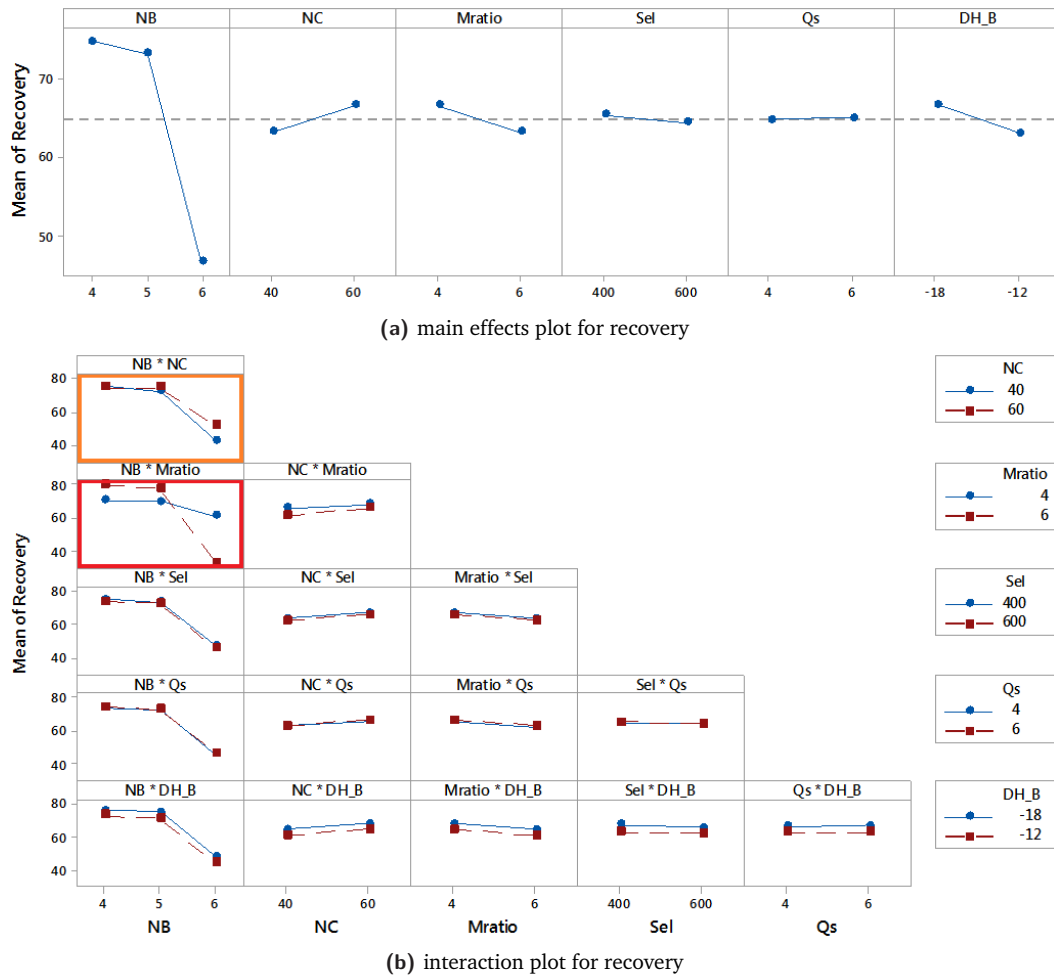 NB NC Mratio Sel Qs DH_B
Mean of Recovery
70
60
50
4 5 6 40 60 4 6 400 600 4 6 -18 -12
(a) main effects plot for recovery
NB * NC
80
60
40
NC
40
60
NB * Mratio NC * Mratio
80
60
40
Mratio
4
6
Mean of Recovery
NB * Sel NC * Sel Mratio * Sel
80
60
40
Sel
400
600
NB * Qs NC * Qs Mratio * Qs Sel * Qs
80
60
40
Qs
4
6
NB * DH_B NC * DH_B Mratio * DH_B Sel * DH_B Qs * DH_B
80
60
40
DH_B
-18
-12
4 5 6 40 60 4 6 400 600 4 6
NB NC Mratio Sel Qs
(b) interaction plot for recovery